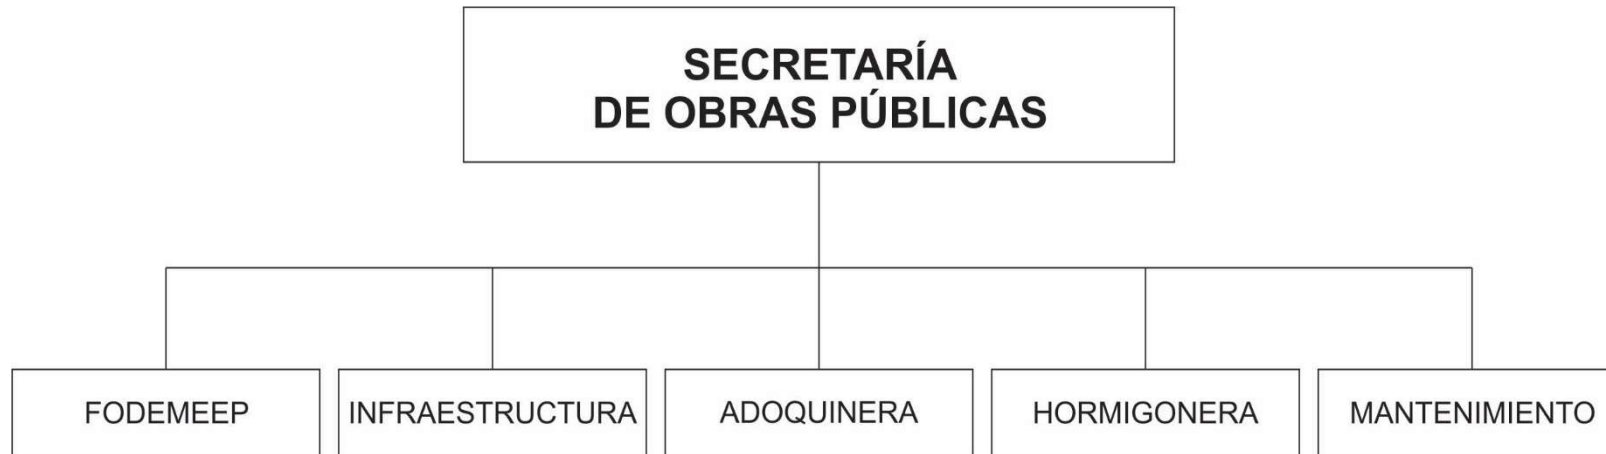 SECRETARÍA
DE OBRAS PÚBLICAS
FODEMEEP
INFRAESTRUCTURA
ADOQUINERA
HORMIGONERA
MANTENIMIENTO